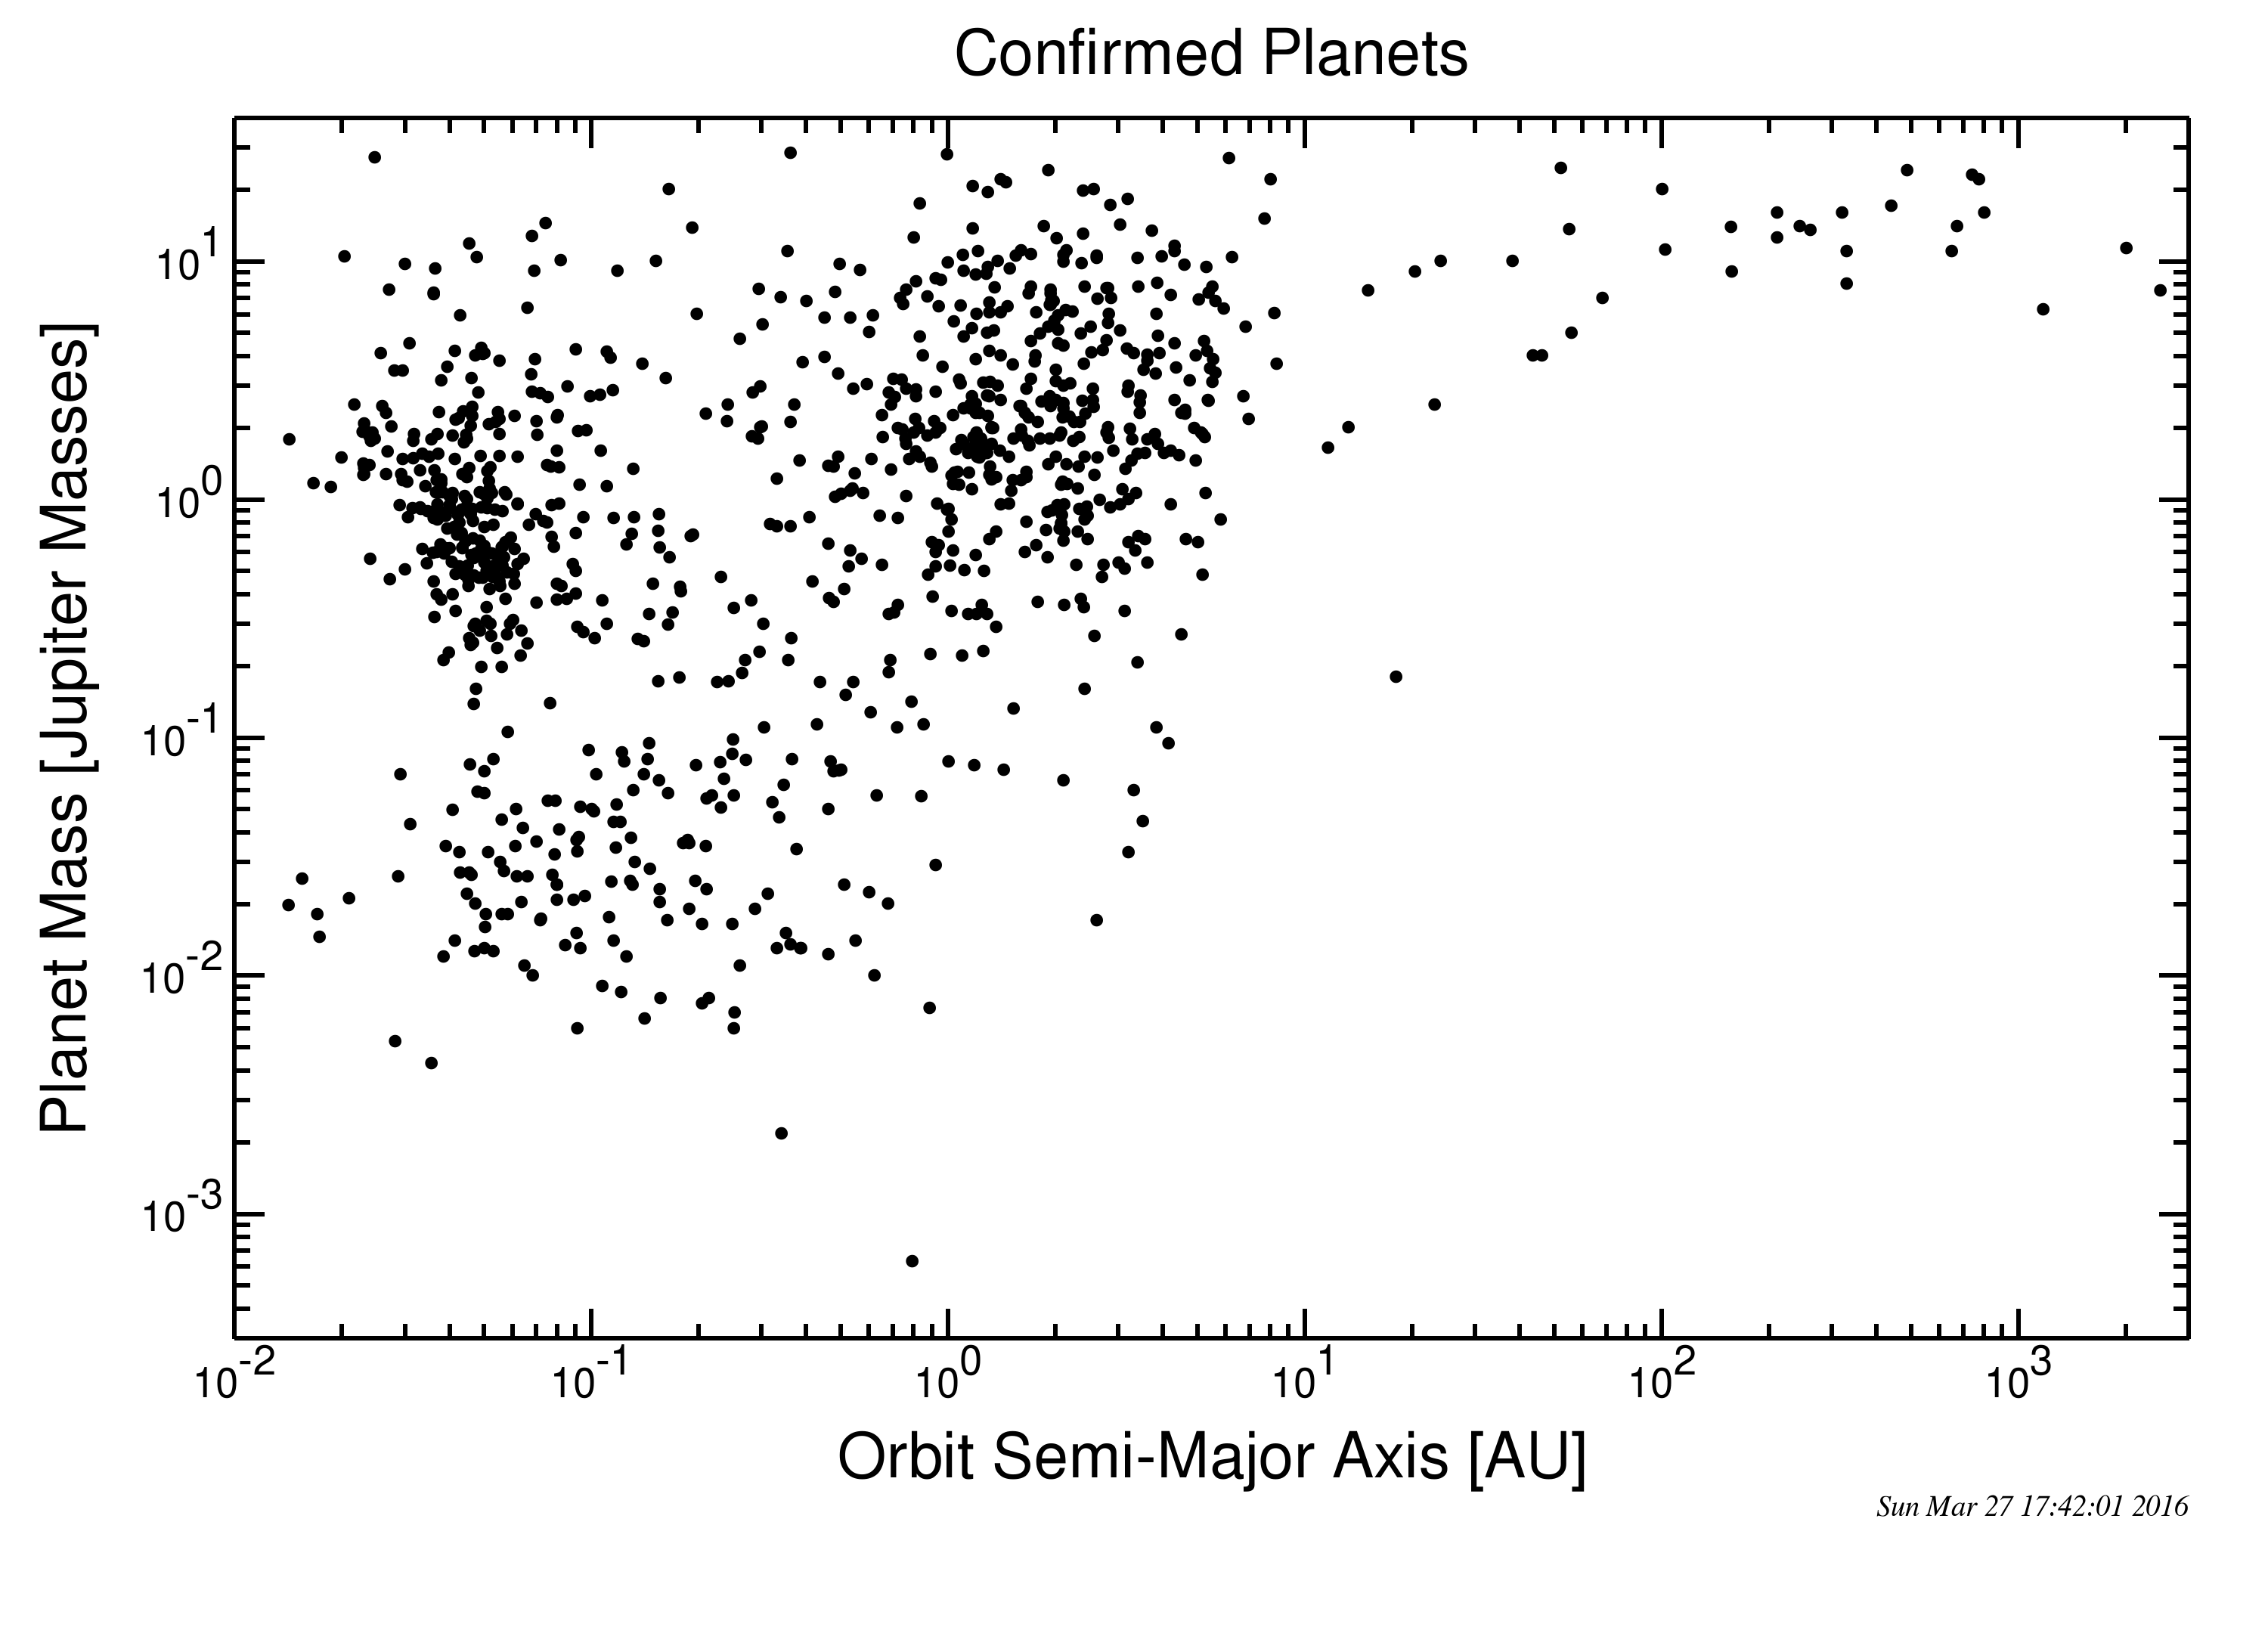 Confirmed Planets
Planet Mass [Jupiter Masses]
10^1
10^0
10^-1
10^-2
10^-3
10^-2 10^-1 10^0 10^1 10^2 10^3
Orbit Semi-Major Axis [AU]
Sun Mar 27 17:42:01 2016